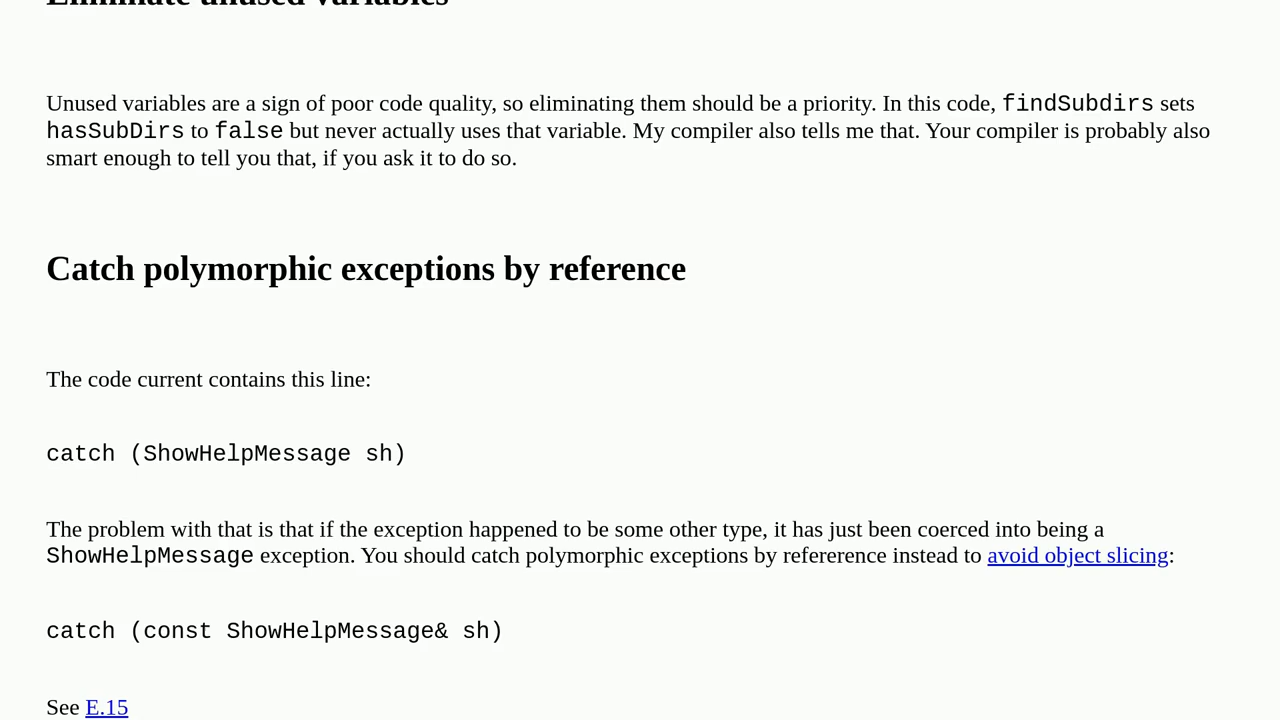 Eliminate unused variables
Unused variables are a sign of poor code quality, so eliminating them should be a priority. In this code, findSubdirs sets
hasSubDirs to false but never actually uses that variable. My compiler also tells me that. Your compiler is probably also
smart enough to tell you that, if you ask it to do so.
Catch polymorphic exceptions by reference
The code current contains this line:
catch (ShowHelpMessage sh)
The problem with that is that if the exception happened to be some other type, it has just been coerced into being a
ShowHelpMessage exception. You should catch polymorphic exceptions by refererence instead to avoid object slicing:
catch (const ShowHelpMessage& sh)
See E.15